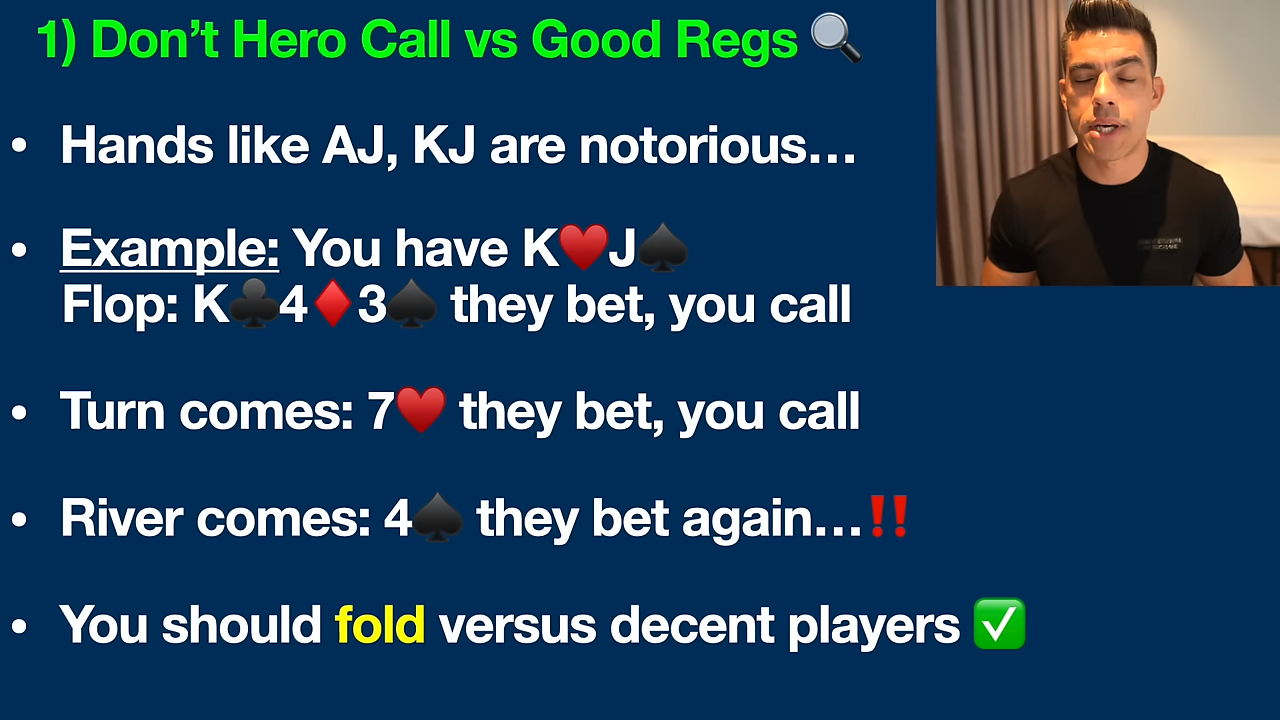 1) Don’t Hero Call vs Good Regs 🔍
• Hands like AJ, KJ are notorious…
• Example: You have K♥️J♠️
Flop: K♣️4♦️3♠️ they bet, you call
• Turn comes: 7♥️ they bet, you call
• River comes: 4♠️ they bet again…‼️
• You should fold versus decent players ✅